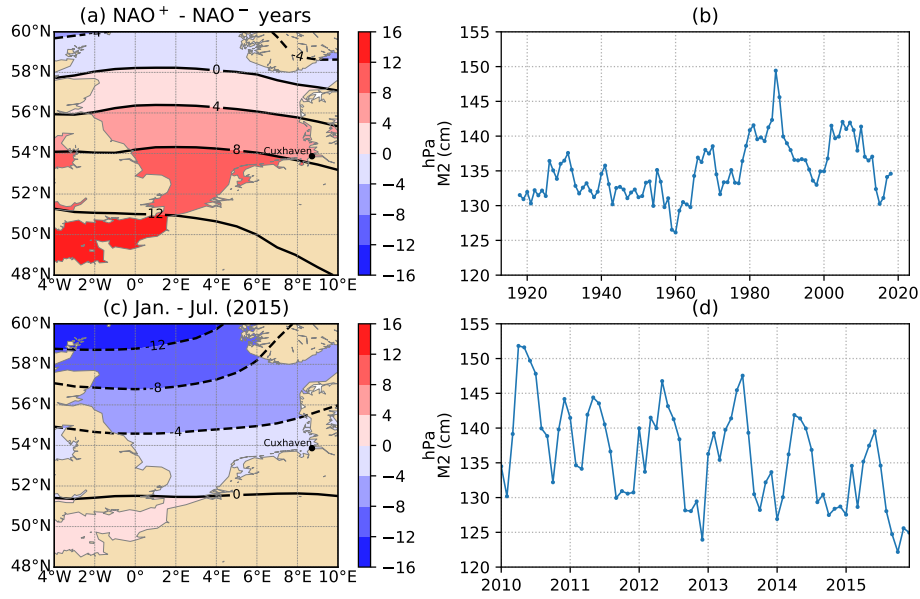 (a) NAO⁺ - NAO⁻ years
60°N
58°N
56°N
54°N
52°N
50°N
48°N
4°W 2°W 0° 2°E 4°E 6°E 8°E 10°E
-4
-4
0
4
8
12
Cuxhaven
16
12
8
4
0
−4
−8
−12
−16
hPa
(b)
M2 (cm)
155
150
145
140
135
130
125
120
1920 1940 1960 1980 2000 2020
(c) Jan. - Jul. (2015)
60°N
58°N
56°N
54°N
52°N
50°N
48°N
4°W 2°W 0° 2°E 4°E 6°E 8°E 10°E
-12
-8
-4
0
Cuxhaven
16
12
8
4
0
−4
−8
−12
−16
hPa
(d)
M2 (cm)
155
150
145
140
135
130
125
120
2010 2011 2012 2013 2014 2015